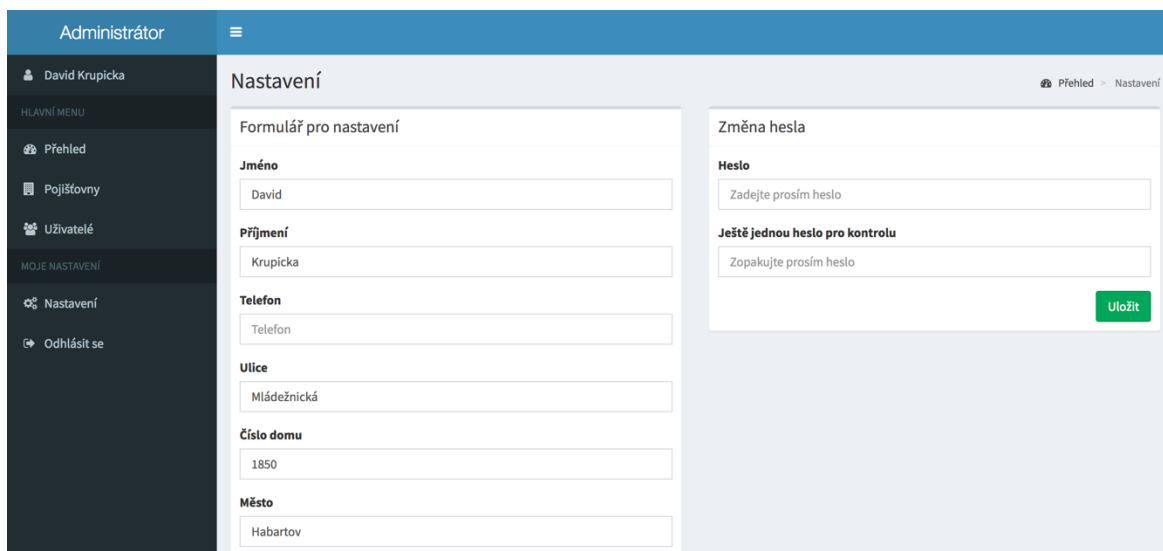 Administrátor
David Krupicka
HLAVNÍ MENU
Přehled
Pojišťovny
Uživatelé
MOJE NASTAVENÍ
Nastavení
Odhlásit se
Nastavení
Přehled > Nastavení
Formulář pro nastavení
Jméno
David
Příjmení
Krupicka
Telefon
Telefon
Ulice
Mládežnická
Číslo domu
1850
Město
Habartov
Změna hesla
Heslo
Zadejte prosím heslo
Ještě jednou heslo pro kontrolu
Zopakujte prosím heslo
Uložit